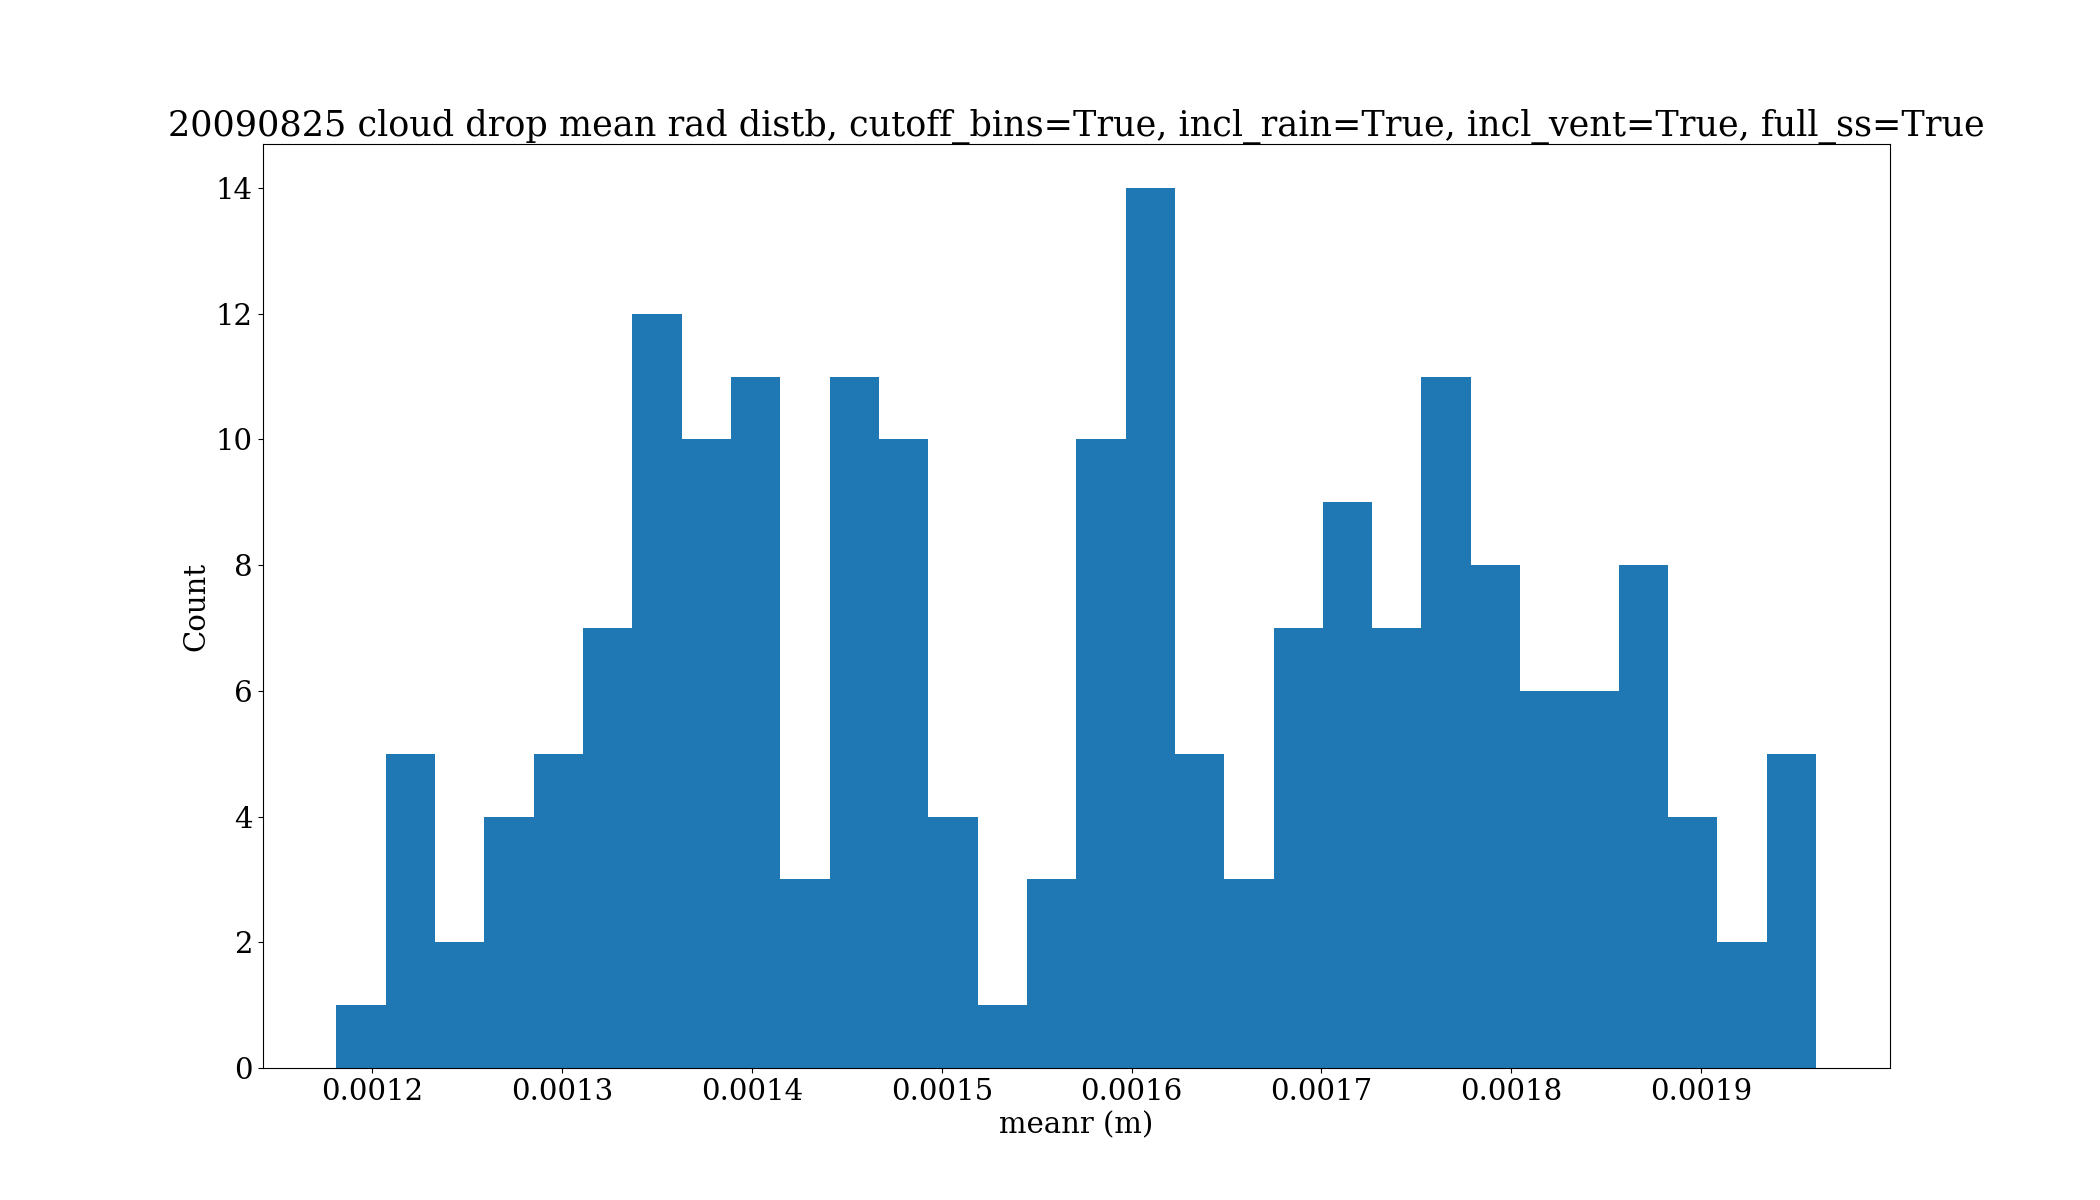 20090825 cloud drop mean rad distb, cutoff_bins=True, incl_rain=True, incl_vent=True, full_ss=True
14
12
10
8
6
4
2
0
Count
0.0012 0.0013 0.0014 0.0015 0.0016 0.0017 0.0018 0.0019
meanr (m)